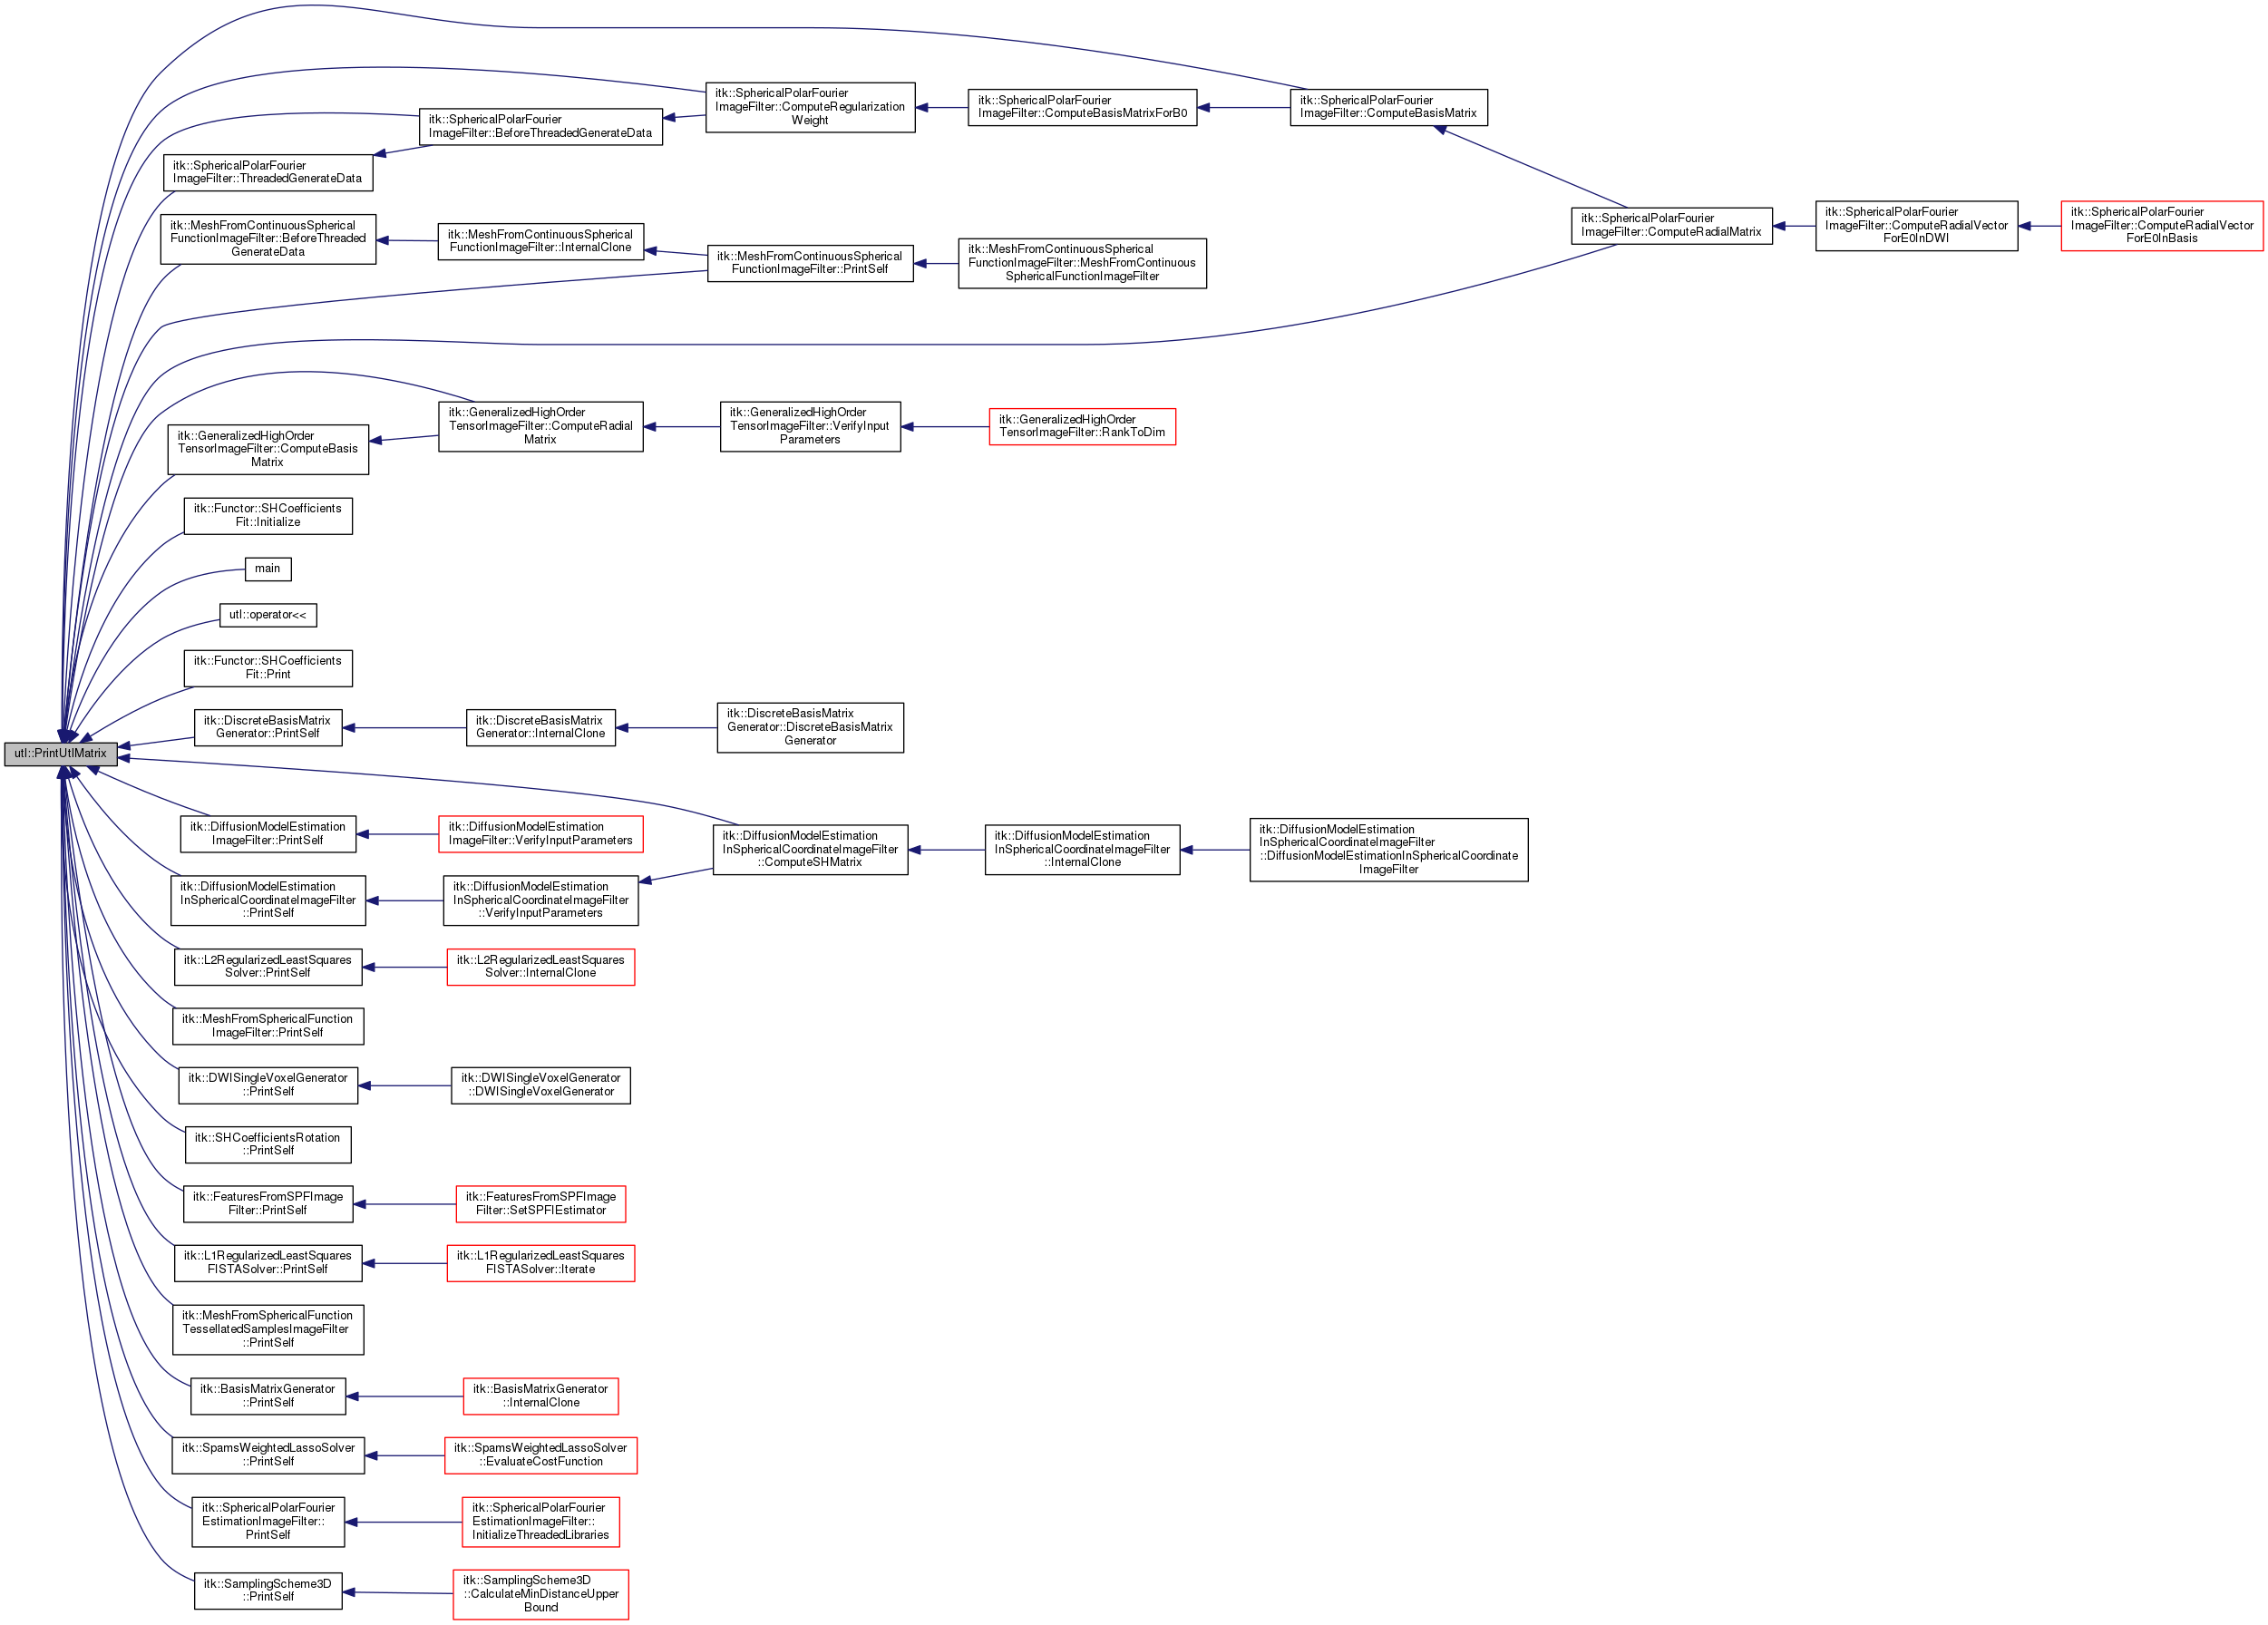 itk::SphericalPolarFourier
ImageFilter::ComputeRegularization
Weight
itk::SphericalPolarFourier
ImageFilter::ComputeBasisMatrixForB0
itk::SphericalPolarFourier
ImageFilter::ComputeBasisMatrix
itk::SphericalPolarFourier
ImageFilter::BeforeThreadedGenerateData
itk::SphericalPolarFourier
ImageFilter::ThreadedGenerateData
itk::MeshFromContinuousSpherical
FunctionImageFilter::BeforeThreaded
GenerateData
itk::MeshFromContinuousSpherical
FunctionImageFilter::InternalClone
itk::MeshFromContinuousSpherical
FunctionImageFilter::PrintSelf
itk::MeshFromContinuousSpherical
FunctionImageFilter::MeshFromContinuous
SphericalFunctionImageFilter
itk::SphericalPolarFourier
ImageFilter::ComputeRadialMatrix
itk::SphericalPolarFourier
ImageFilter::ComputeRadialVector
ForE0InDWI
itk::SphericalPolarFourier
ImageFilter::ComputeRadialVector
ForE0InBasis
itk::GeneralizedHighOrder
TensorImageFilter::ComputeBasis
Matrix
itk::GeneralizedHighOrder
TensorImageFilter::ComputeRadial
Matrix
itk::GeneralizedHighOrder
TensorImageFilter::VerifyInput
Parameters
itk::GeneralizedHighOrder
TensorImageFilter::RankToDim
itk::Functor::SHCoefficients
Fit::Initialize
main
utl::operator<<
itk::Functor::SHCoefficients
Fit::Print
itk::DiscreteBasisMatrix
Generator::PrintSelf
itk::DiscreteBasisMatrix
Generator::InternalClone
itk::DiscreteBasisMatrix
Generator::DiscreteBasisMatrix
Generator
utl::PrintUtlMatrix
itk::DiffusionModelEstimation
ImageFilter::PrintSelf
itk::DiffusionModelEstimation
ImageFilter::VerifyInputParameters
itk::DiffusionModelEstimation
InSphericalCoordinateImageFilter
::ComputeSHMatrix
itk::DiffusionModelEstimation
InSphericalCoordinateImageFilter
::InternalClone
itk::DiffusionModelEstimation
InSphericalCoordinateImageFilter
::DiffusionModelEstimationInSphericalCoordinate
ImageFilter
itk::DiffusionModelEstimation
InSphericalCoordinateImageFilter
::PrintSelf
itk::DiffusionModelEstimation
InSphericalCoordinateImageFilter
::VerifyInputParameters
itk::L2RegularizedLeastSquares
Solver::PrintSelf
itk::L2RegularizedLeastSquares
Solver::InternalClone
itk::MeshFromSphericalFunction
ImageFilter::PrintSelf
itk::DWISingleVoxelGenerator
::PrintSelf
itk::DWISingleVoxelGenerator
::DWISingleVoxelGenerator
itk::SHCoefficientsRotation
::PrintSelf
itk::FeaturesFromSPFImage
Filter::PrintSelf
itk::FeaturesFromSPFImage
Filter::SetSPFIEstimator
itk::L1RegularizedLeastSquares
FISTASolver::PrintSelf
itk::L1RegularizedLeastSquares
FISTASolver::Iterate
itk::MeshFromSphericalFunction
TessellatedSamplesImageFilter
::PrintSelf
itk::BasisMatrixGenerator
::PrintSelf
itk::BasisMatrixGenerator
::InternalClone
itk::SpamsWeightedLassoSolver
::PrintSelf
itk::SpamsWeightedLassoSolver
::EvaluateCostFunction
itk::SphericalPolarFourier
EstimationImageFilter::
PrintSelf
itk::SphericalPolarFourier
EstimationImageFilter::
InitializeThreadedLibraries
itk::SamplingScheme3D
::PrintSelf
itk::SamplingScheme3D
::CalculateMinDistanceUpper
Bound